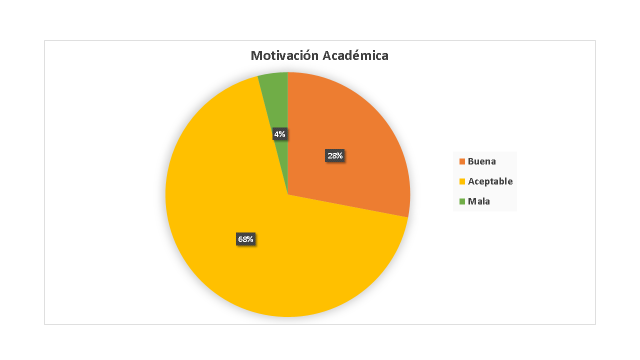 Motivación Académica
4%
28%
68%
Buena
Aceptable
Mala